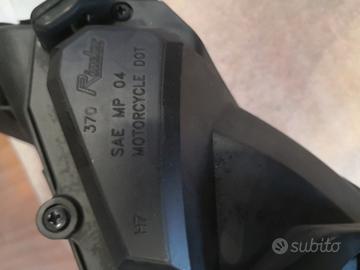 Rinder
370
SAE MP 04
MOTORCYCLE DOT
H7
subito